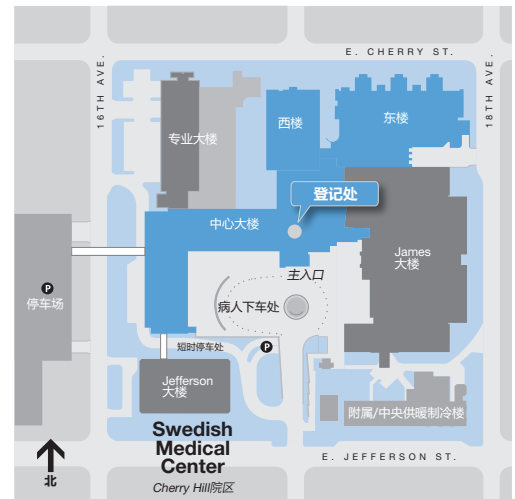 E. CHERRY ST.
16TH AVE.
18TH AVE.
专业大楼
西楼
东楼
登记处
中心大楼
James
大楼
主入口
P
停车场
病人下车处
短时停车处
P
Jefferson
大楼
附属/中央供暖制冷楼
Swedish
Medical
Center
Cherry Hill院区
E. JEFFERSON ST.
北